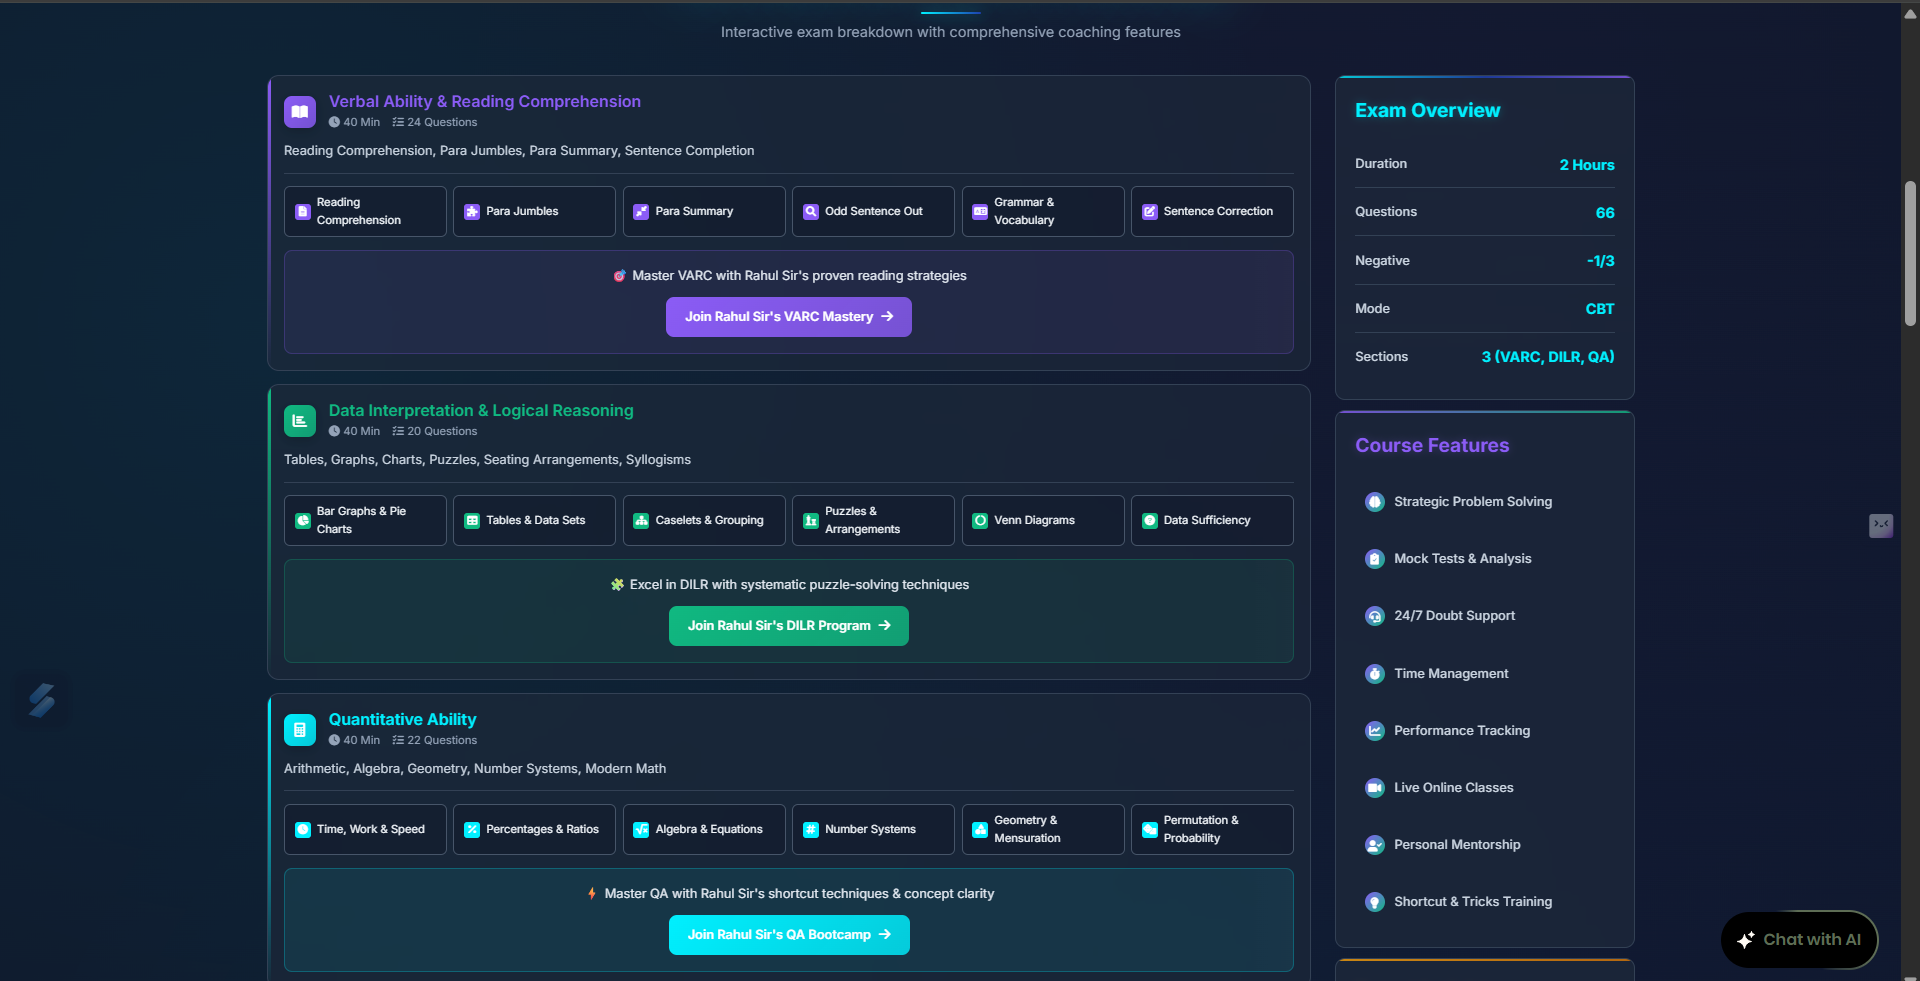 Interactive exam breakdown with comprehensive coaching features
Verbal Ability & Reading Comprehension
40 Min 24 Questions
Reading Comprehension, Para Jumbles, Para Summary, Sentence Completion
Reading
Comprehension
Para Jumbles
Para Summary
Odd Sentence Out
Grammar &
Vocabulary
Sentence Correction
Master VARC with Rahul Sir's proven reading strategies
Join Rahul Sir's VARC Mastery
Data Interpretation & Logical Reasoning
40 Min 20 Questions
Tables, Graphs, Charts, Puzzles, Seating Arrangements, Syllogisms
Bar Graphs & Pie
Charts
Tables & Data Sets
Caselets & Grouping
Puzzles &
Arrangements
Venn Diagrams
Data Sufficiency
Excel in DILR with systematic puzzle-solving techniques
Join Rahul Sir's DILR Program
Quantitative Ability
40 Min 22 Questions
Arithmetic, Algebra, Geometry, Number Systems, Modern Math
Time, Work & Speed
Percentages & Ratios
Algebra & Equations
Number Systems
Geometry &
Mensuration
Permutation &
Probability
Master QA with Rahul Sir's shortcut techniques & concept clarity
Join Rahul Sir's QA Bootcamp
Exam Overview
Duration 2 Hours
Questions 66
Negative -1/3
Mode CBT
Sections 3 (VARC, DILR, QA)
Course Features
Strategic Problem Solving
Mock Tests & Analysis
24/7 Doubt Support
Time Management
Performance Tracking
Live Online Classes
Personal Mentorship
Shortcut & Tricks Training
Chat with AI